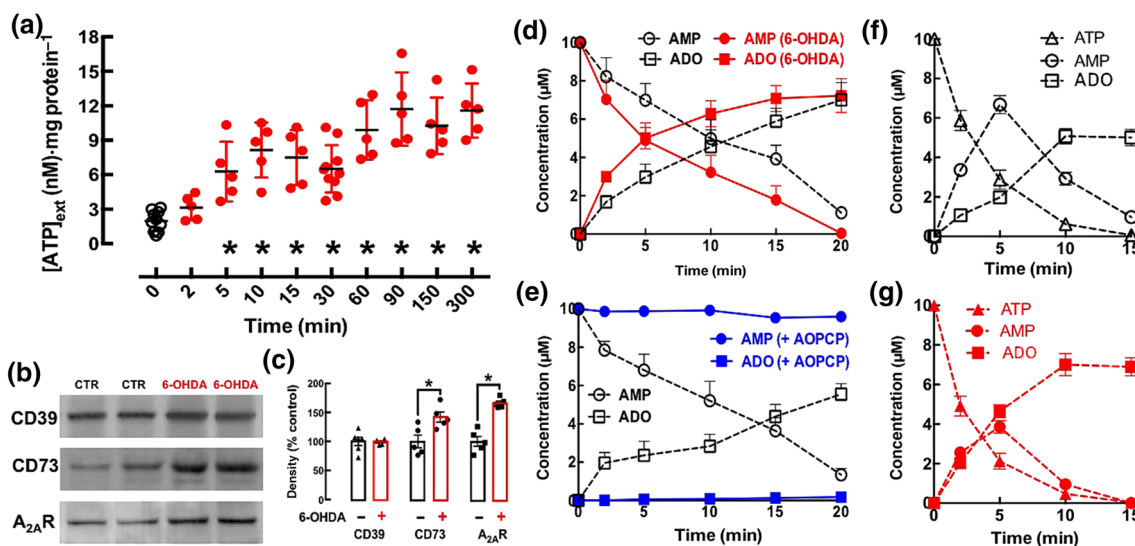 (a)
[ATP]ext (nM)·mg protein⁻¹
18
15
12
9
6
3
0
* * * * * * * *
0 2 5 10 15 30 60 90 150 300
Time (min)
(b)
CTR CTR 6-OHDA 6-OHDA
CD39
CD73
A2AR
(c)
Density (% control)
200
150
100
50
0
* *
6-OHDA – + – + – +
CD39 CD73 A2AR
(d)
Concentration (µM)
10
8
6
4
2
0
AMP AMP (6-OHDA)
ADO ADO (6-OHDA)
0 5 10 15 20
Time (min)
(e)
Concentration (µM)
10
8
6
4
2
0
AMP (+ AOPCP)
ADO (+ AOPCP)
AMP
ADO
0 5 10 15 20
Time (min)
(f)
Concentration (µM)
10
8
6
4
2
0
ATP
AMP
ADO
0 5 10 15
Time (min)
(g)
Concentration (µM)
10
8
6
4
2
0
ATP
AMP
ADO
0 5 10 15
Time (min)